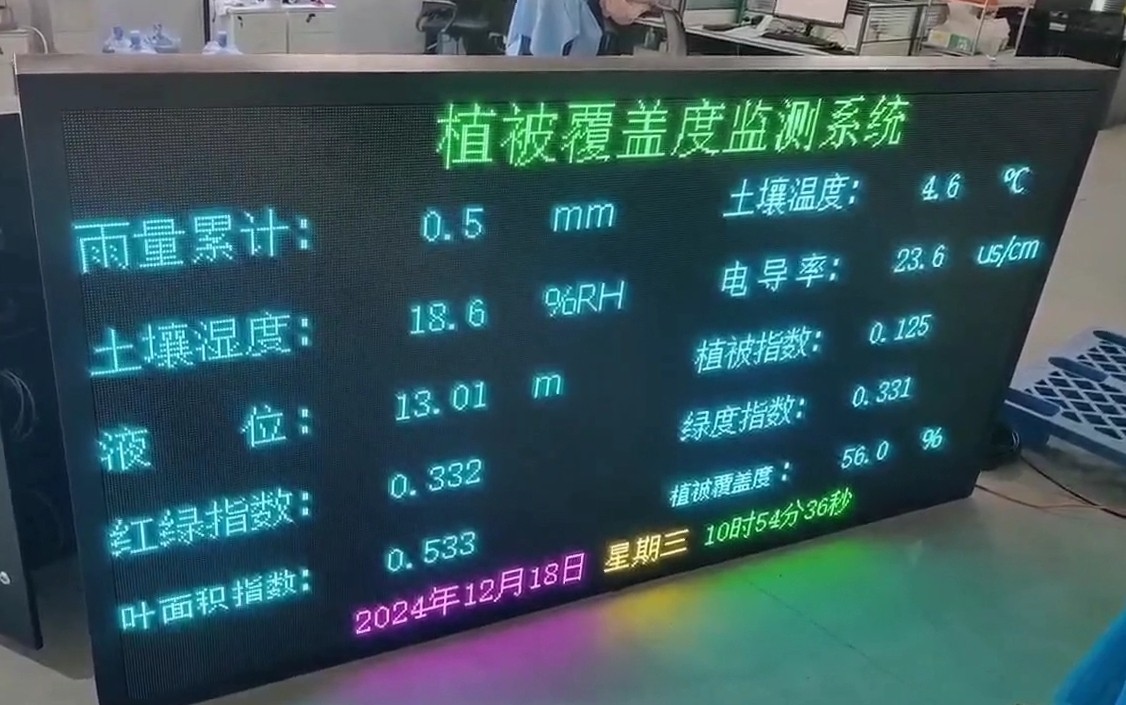 植被覆盖度监测系统
雨量累计: 0.5 mm
土壤温度: 4.6 ℃
土壤湿度: 18.6 %RH
电导率: 23.6 us/cm
液位: 13.01 m
植被指数: 0.125
红绿指数: 0.332
绿度指数: 0.331
叶面积指数: 0.533
植被覆盖度: 56.0 %
2024年12月18日 星期三 10时54分36秒